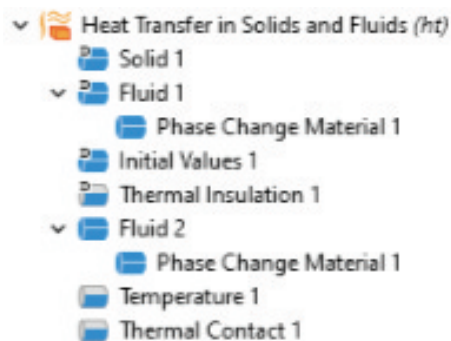 Heat Transfer in Solids and Fluids (ht)
Solid 1
Fluid 1
Phase Change Material 1
Initial Values 1
Thermal Insulation 1
Fluid 2
Phase Change Material 1
Temperature 1
Thermal Contact 1